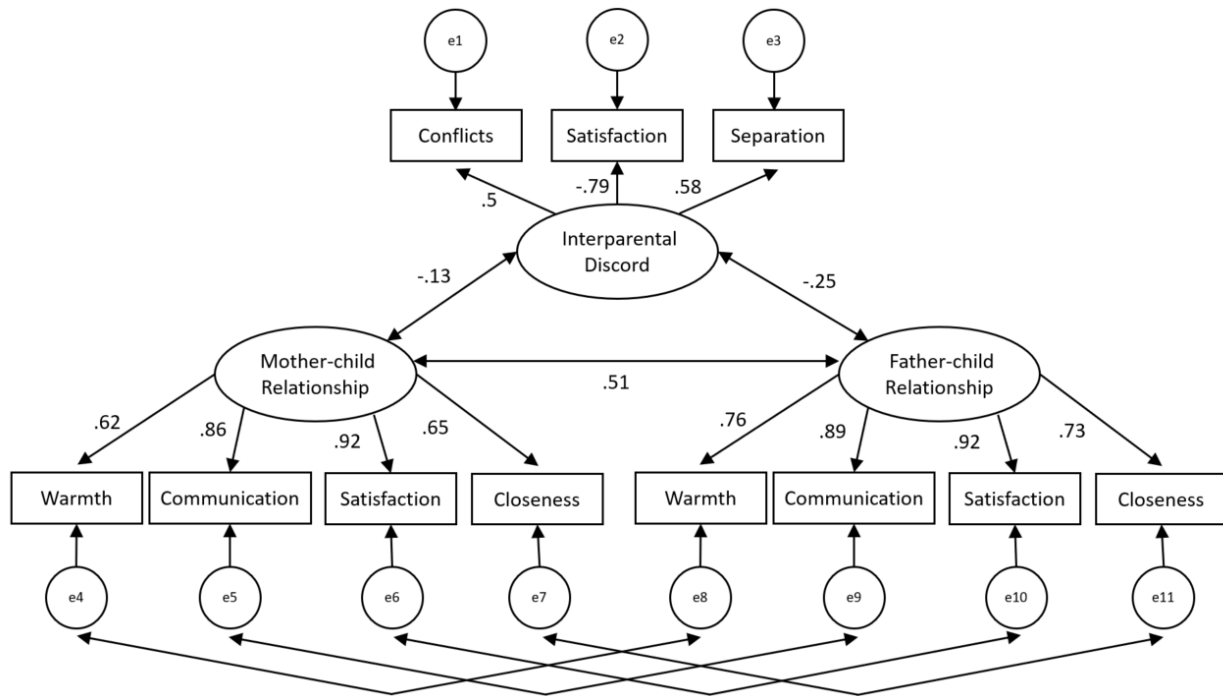 e1 e2 e3
Conflicts Satisfaction Separation
.5 -.79 .58
Interparental
Discord
-.13 -.25
Mother-child
Relationship
Father-child
Relationship
.51
.62 .86 .92 .65 .76 .89 .92 .73
Warmth Communication Satisfaction Closeness Warmth Communication Satisfaction Closeness
e4 e5 e6 e7 e8 e9 e10 e11